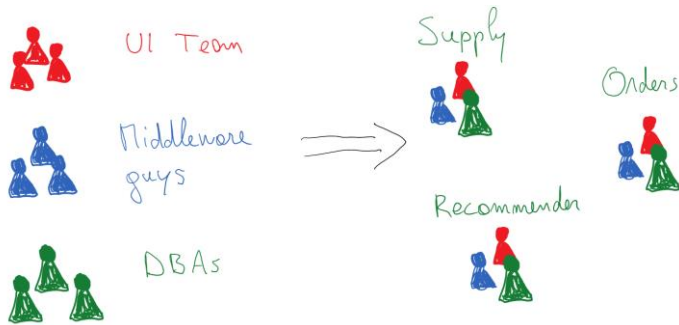 UI Team
Middleware
guys
DBAs
Supply
Orders
Recommender